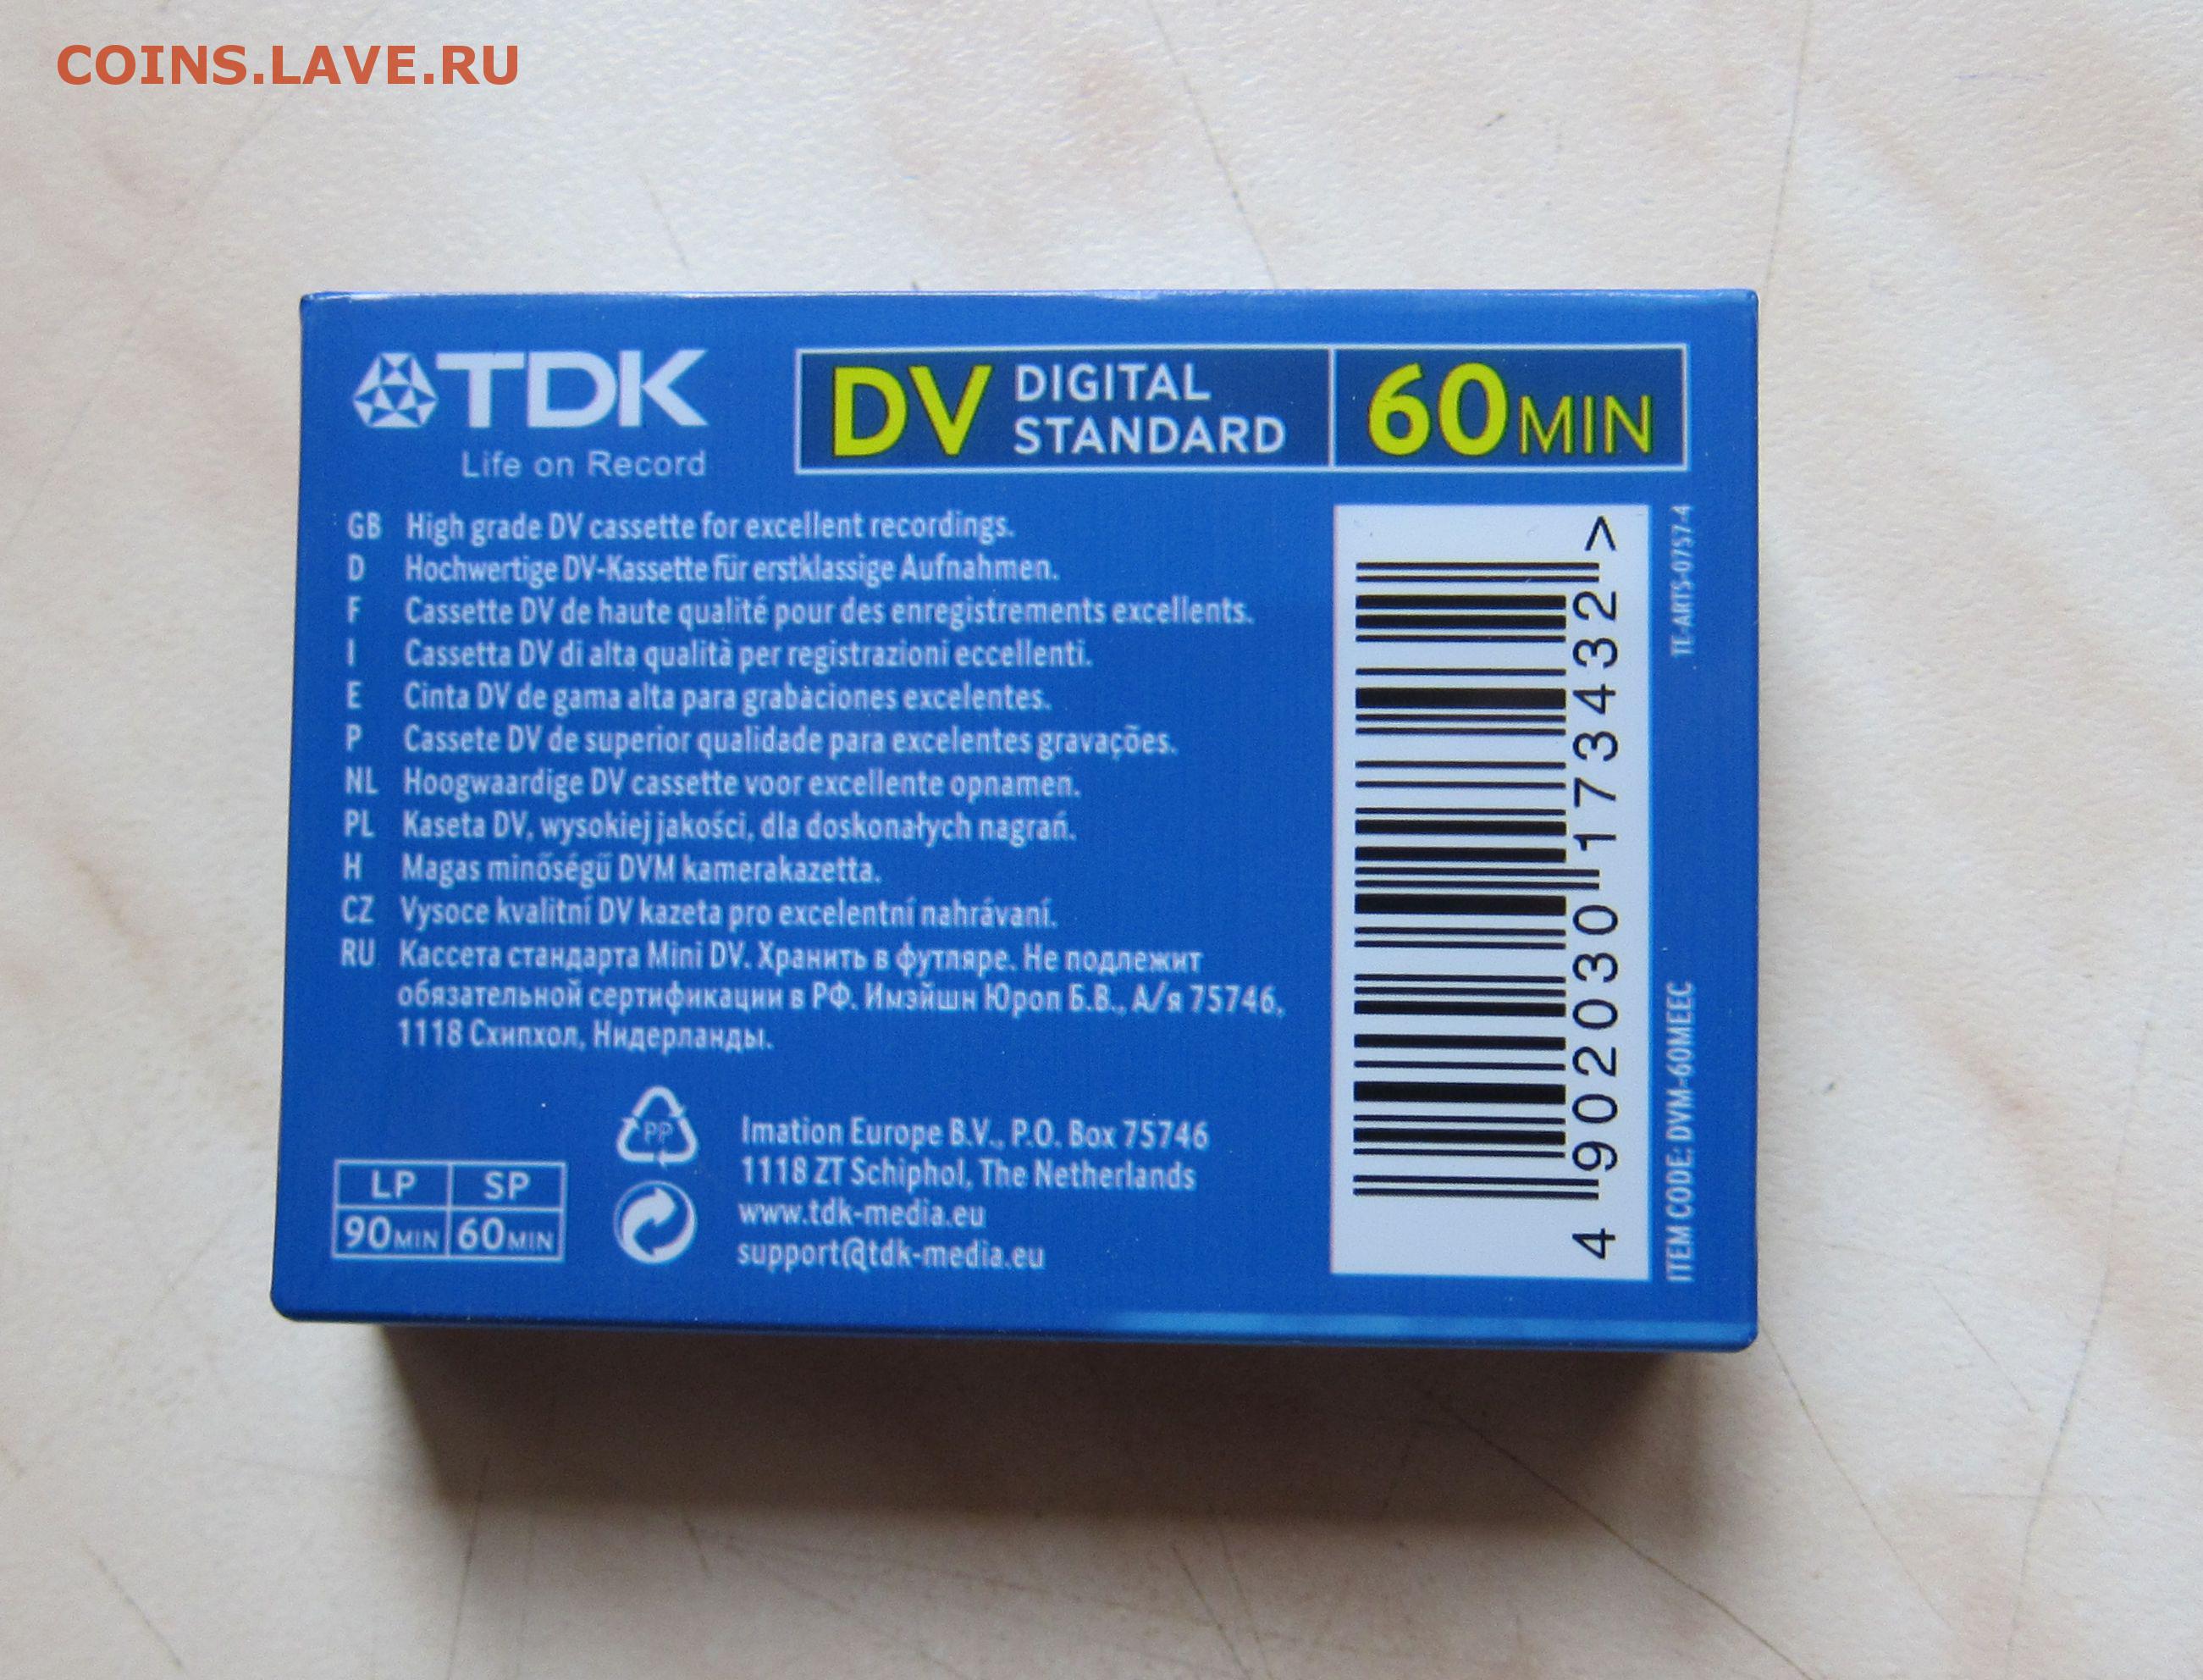 COINS.LAVE.RU
TDK
Life on Record
DV DIGITAL STANDARD 60 MIN
GB High grade DV cassette for excellent recordings.
D Hochwertige DV-Kassette für erstklassige Aufnahmen.
F Cassette DV de haute qualité pour des enregistrements excellents.
I Cassetta DV di alta qualità per registrazioni eccellenti.
E Cinta DV de gama alta para grabaciones excelentes.
P Cassete DV de superior qualidade para excelentes gravações.
NL Hoogwaardige DV cassette voor excellente opnamen.
PL Kaseta DV, wysokiej jakości, dla doskonałych nagrań.
H Magas minőségű DVM kamerakazetta.
CZ Vysoce kvalitní DV kazeta pro excelentní nahrávaní.
RU Кассета стандарта Mini DV. Хранить в футляре. Не подлежит
обязательной сертификации в РФ. Имэйшн Юроп Б.В., А/я 75746,
1118 Схипхол, Нидерланды.
LP SP
90MIN 60MIN
PP
Imation Europe B.V., P.O. Box 75746
1118 ZT Schiphol, The Netherlands
www.tdk-media.eu
support@tdk-media.eu
4 902030 173432 >
TE-ARTS-0757-4
ITEM CODE: DVM-60MEEC